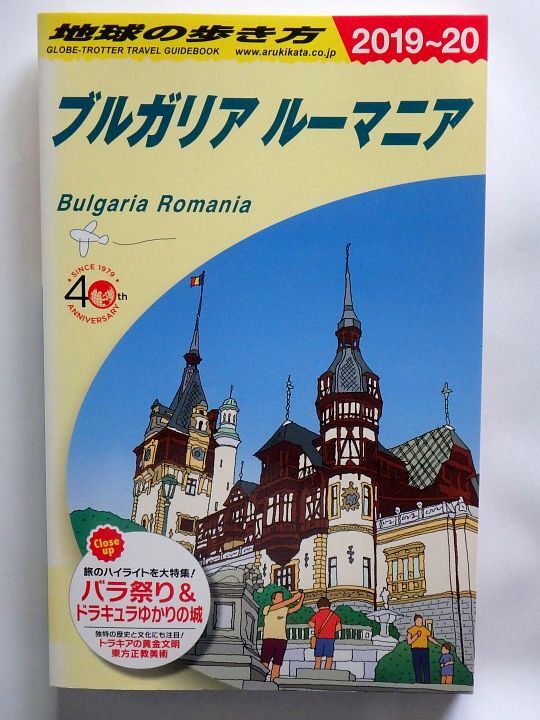 地球の歩き方
GLOBE-TROTTER TRAVEL GUIDEBOOK www.arukikata.co.jp
2019~20
ブルガリア ルーマニア
Bulgaria Romania
SINCE 1979
40th
ANNIVERSARY
Close up
旅のハイライトを大特集!
バラ祭り&
ドラキュラゆかりの城
独特の歴史と文化にも注目!
トラキアの黄金文明
東方正教美術